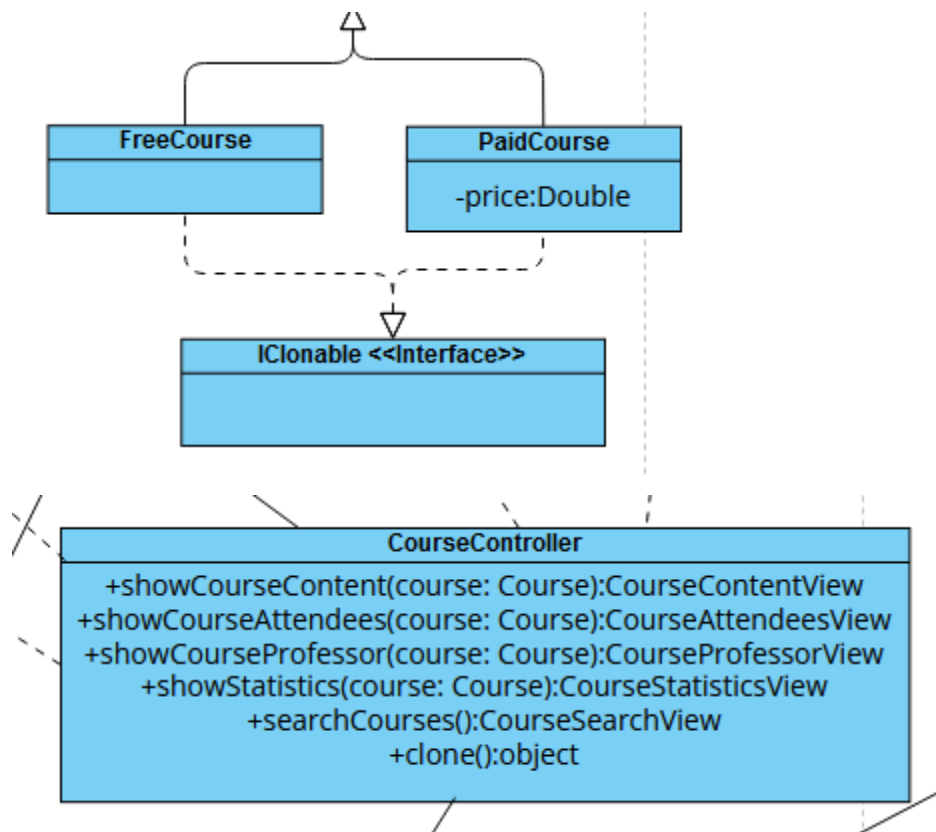 FreeCourse
PaidCourse
-price:Double
IClonable <<Interface>>
CourseController
+showCourseContent(course: Course):CourseContentView
+showCourseAttendees(course: Course):CourseAttendeesView
+showCourseProfessor(course: Course):CourseProfessorView
+showStatistics(course: Course):CourseStatisticsView
+searchCourses():CourseSearchView
+clone():object